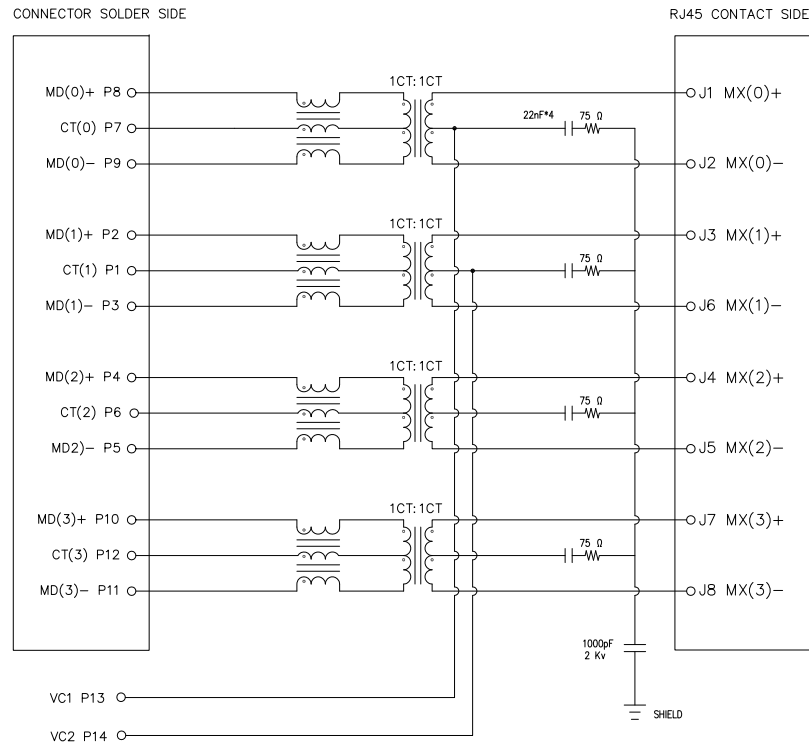 CONNECTOR SOLDER SIDE
RJ45 CONTACT SIDE
1CT:1CT
MD(0)+ P8
J1 MX(0)+
22nF*4
75 Ω
CT(0) P7
MD(0)- P9
J2 MX(0)-
1CT:1CT
MD(1)+ P2
J3 MX(1)+
75 Ω
CT(1) P1
MD(1)- P3
J6 MX(1)-
1CT:1CT
MD(2)+ P4
J4 MX(2)+
75 Ω
CT(2) P6
MD2)- P5
J5 MX(2)-
1CT:1CT
MD(3)+ P10
J7 MX(3)+
75 Ω
CT(3) P12
MD(3)- P11
J8 MX(3)-
1000pF
2 Kv
VC1 P13
SHIELD
VC2 P14